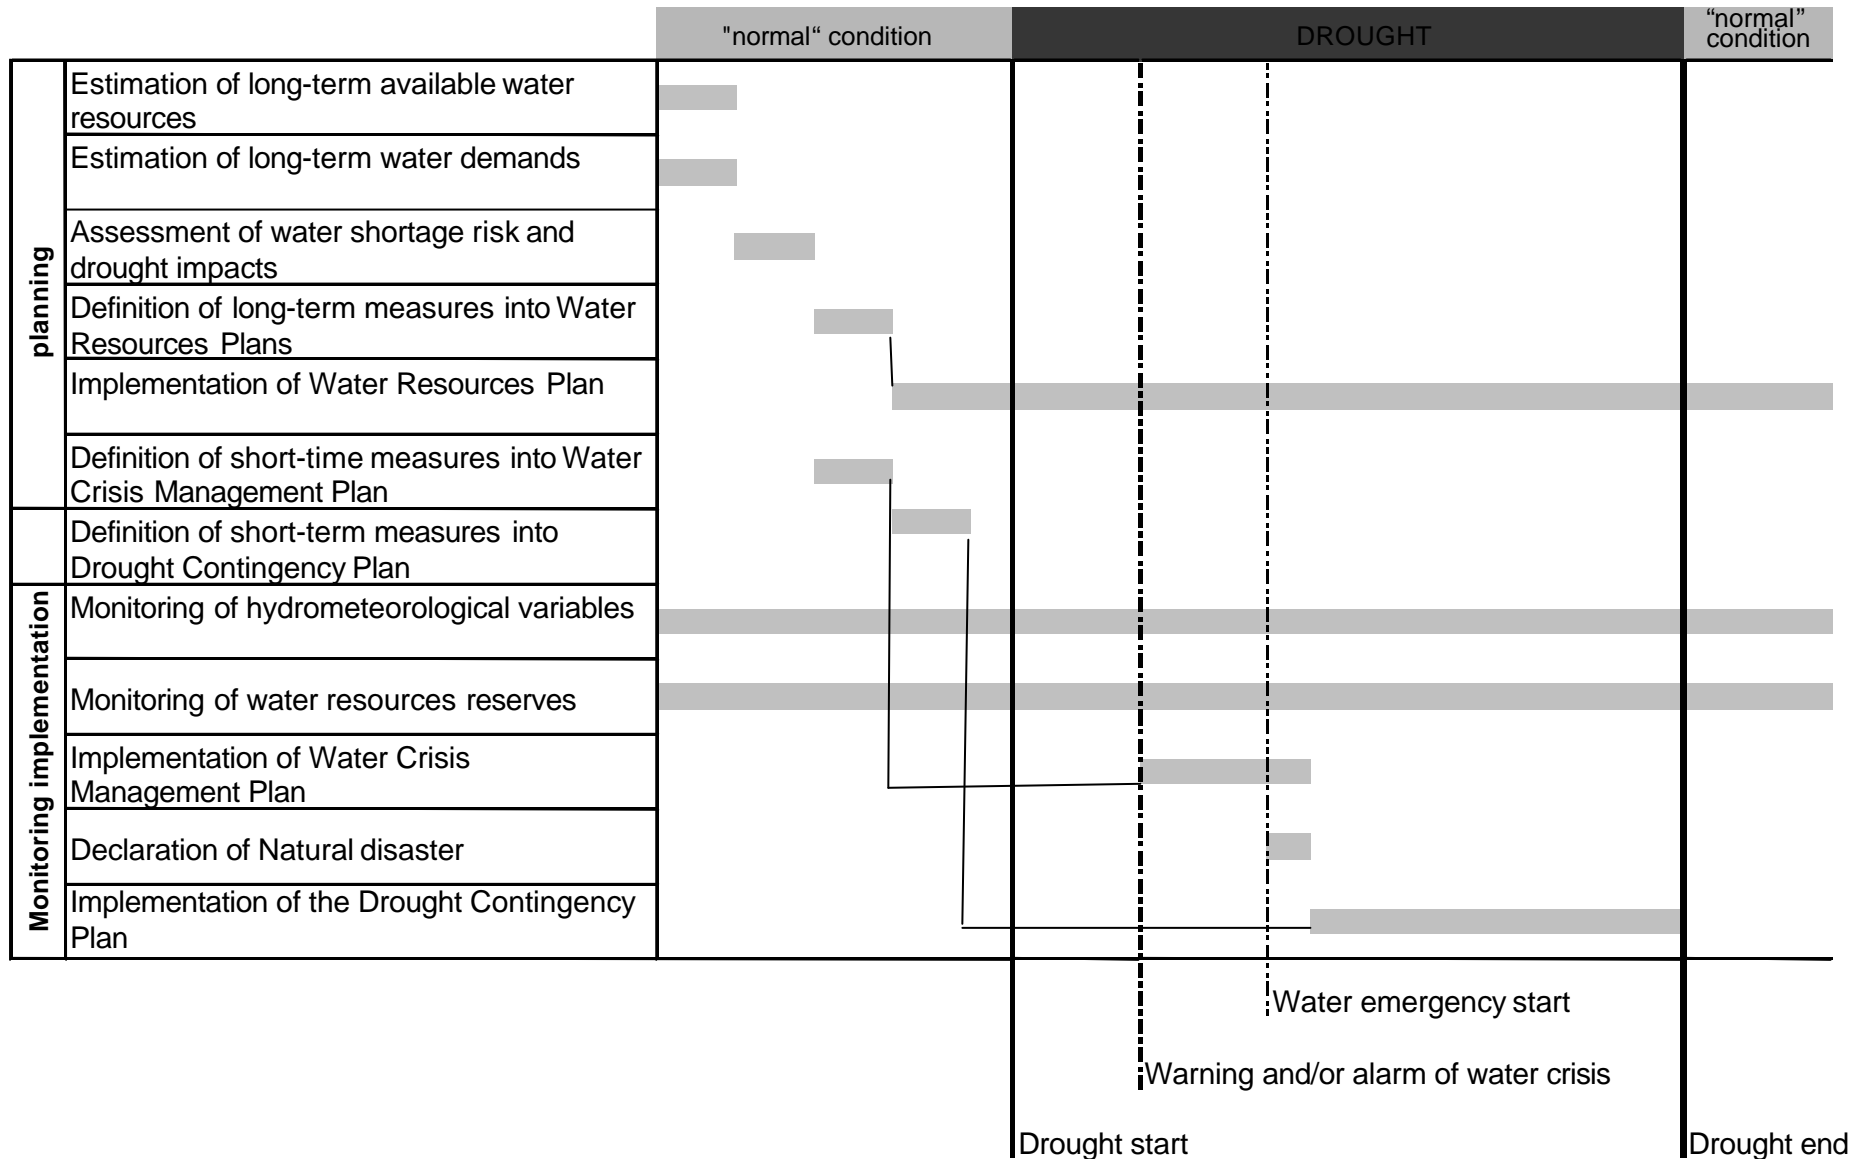 "normal“ condition
DROUGHT
“normal”
condition
planning
Estimation of long-term available water
resources
Estimation of long-term water demands
Assessment of water shortage risk and
drought impacts
Definition of long-term measures into Water
Resources Plans
Implementation of Water Resources Plan
Definition of short-time measures into Water
Crisis Management Plan
Definition of short-term measures into
Drought Contingency Plan
Monitoring implementation
Monitoring of hydrometeorological variables
Monitoring of water resources reserves
Implementation of Water Crisis
Management Plan
Declaration of Natural disaster
Implementation of the Drought Contingency
Plan
Water emergency start
Warning and/or alarm of water crisis
Drought start
Drought end